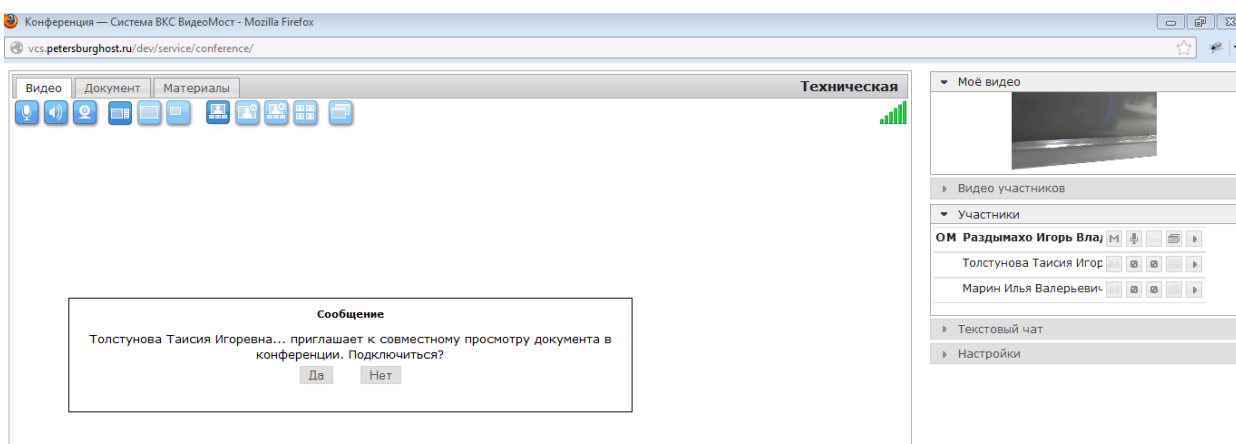 Конференция — Система ВКС ВидеоМост - Mozilla Firefox
vcs.petersburghost.ru/dev/service/conference/
Видео
Документ
Материалы
Техническая
Моё видео
Видео участников
Участники
ОМ Раздымахо Игорь Влад
М
Толстунова Таисия Игор
Марин Илья Валерьевич
Текстовый чат
Настройки
Сообщение
Толстунова Таисия Игоревна... приглашает к совместному просмотру документа в
конференции. Подключиться?
Да
Нет